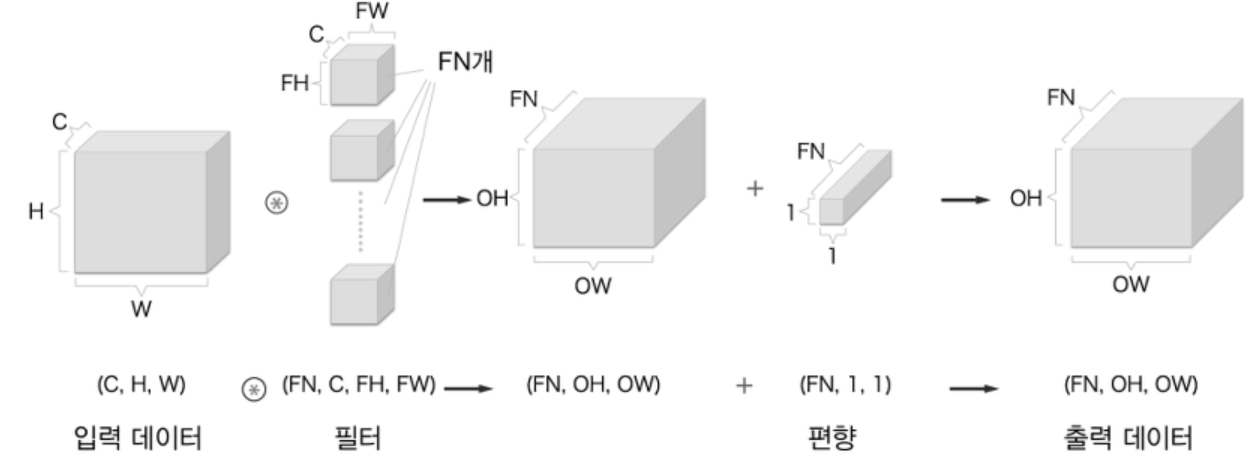 FW
C
FH
FN개
C
H
W
⊛
FN
OH
OW
+
FN
1
1
FN
OH
OW
(C, H, W) ⊛ (FN, C, FH, FW) → (FN, OH, OW) + (FN, 1, 1) → (FN, OH, OW)
입력 데이터 필터 편향 출력 데이터